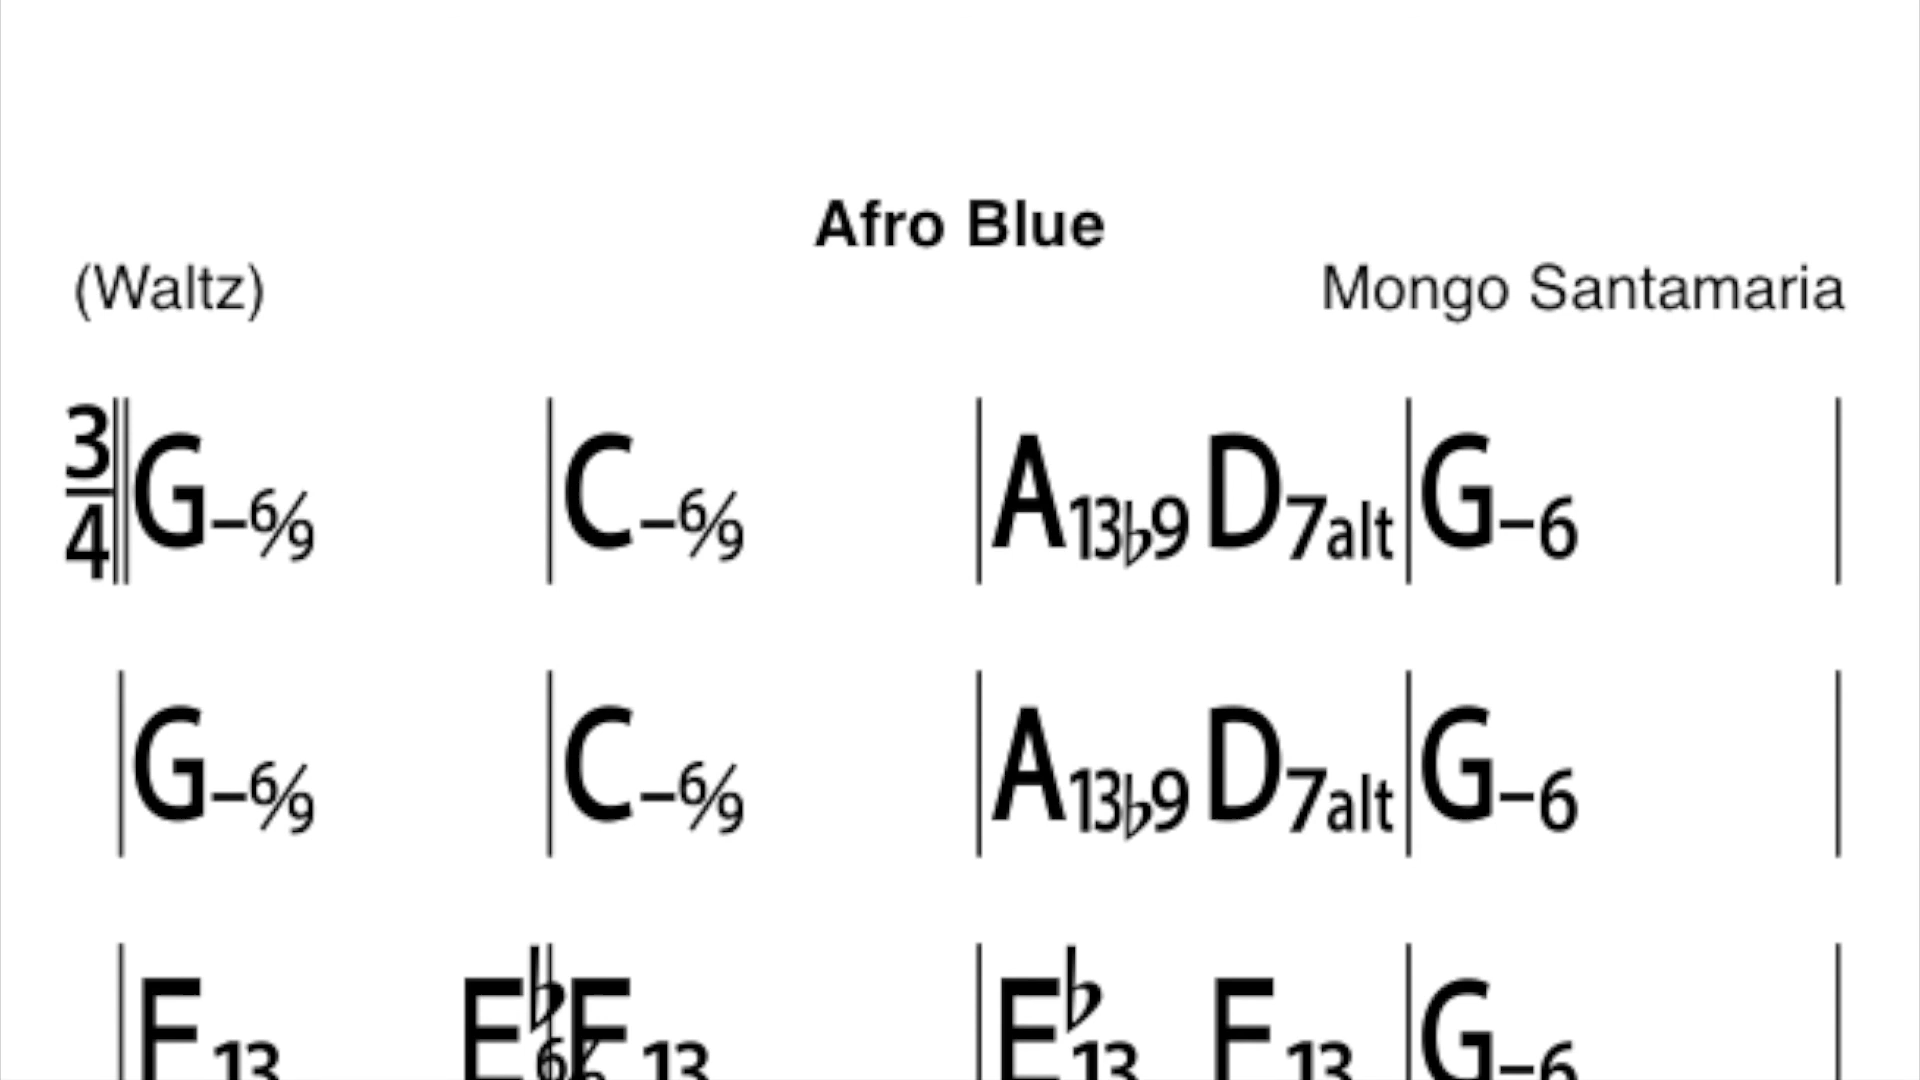 Afro Blue
(Waltz) Mongo Santamaria
3/4 G–6/9 C–6/9 A13♭9 D7alt G–6
G–6/9 C–6/9 A13♭9 D7alt G–6
F13 E♭6/9 F13 E♭13 F13 G–6